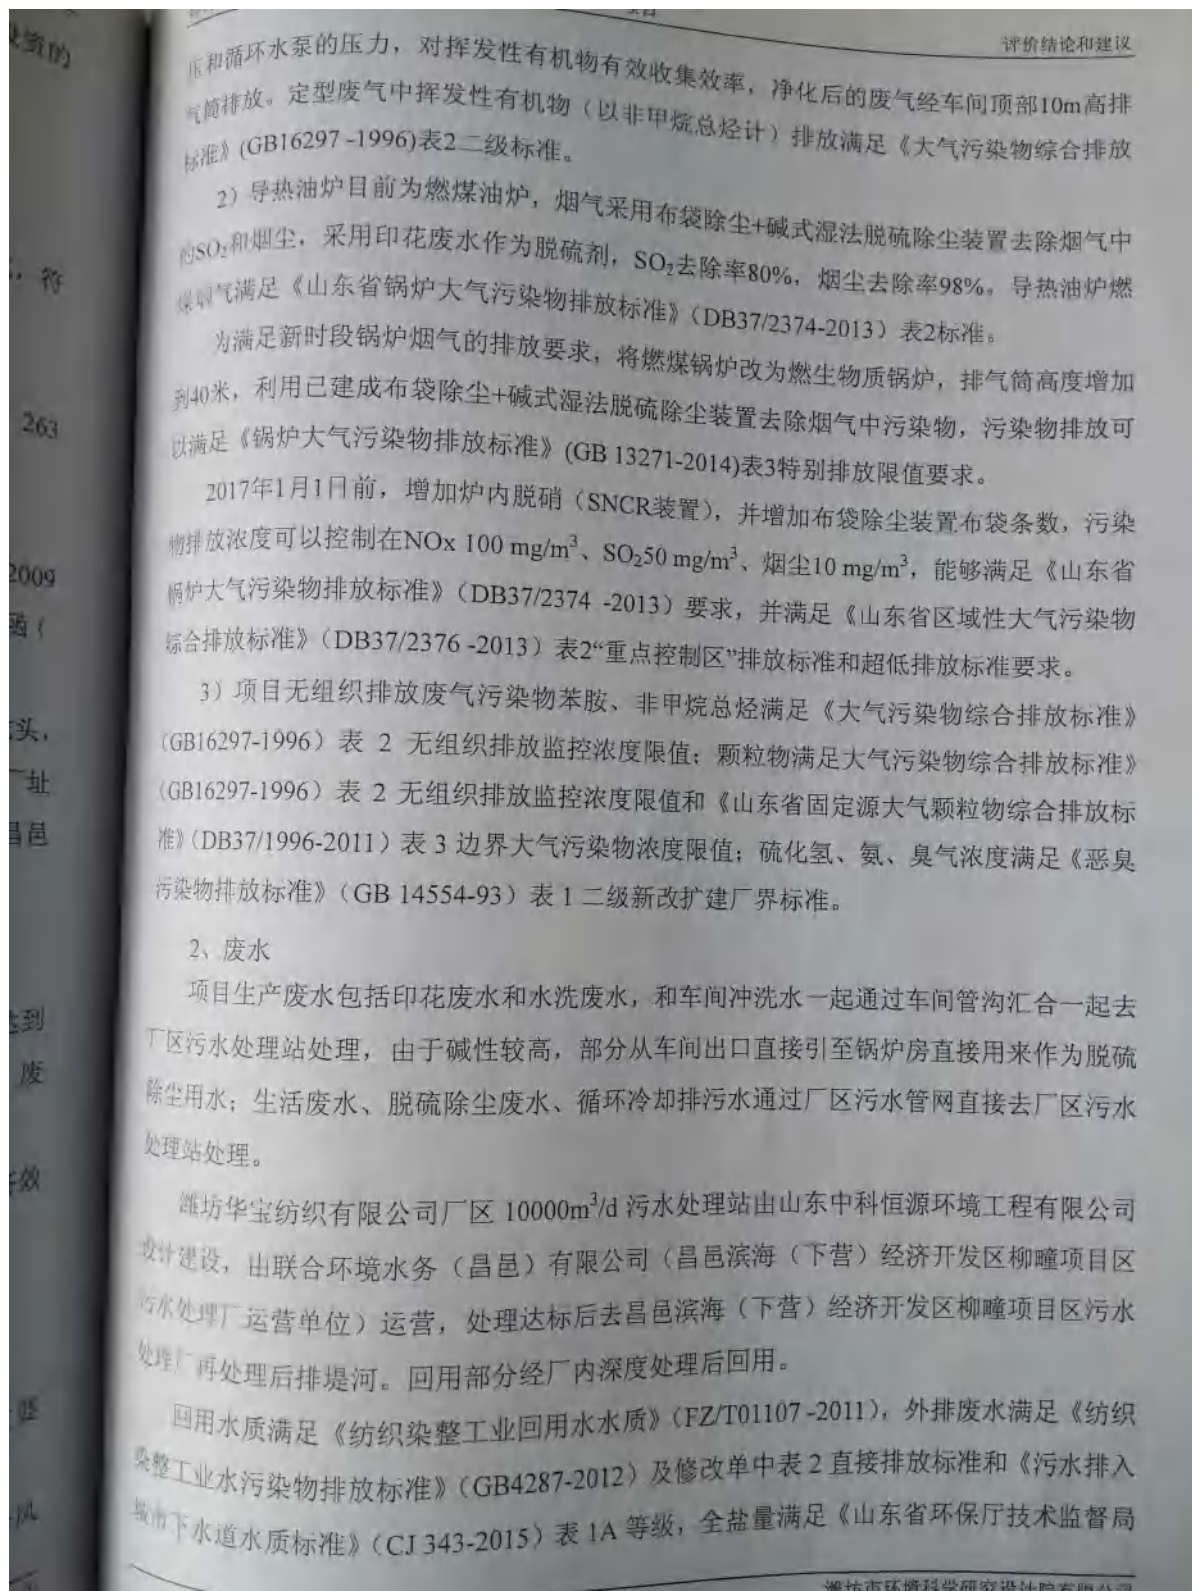 评价结论和建议
压和循环水泵的压力，对挥发性有机物有效收集效率，净化后的废气经车间顶部10m高排
气筒排放。定型废气中挥发性有机物（以非甲烷总烃计）排放满足《大气污染物综合排放
标准》(GB16297 -1996)表2二级标准。
2）导热油炉目前为燃煤油炉，烟气采用布袋除尘+碱式湿法脱硫除尘装置去除烟气中
的SO₂和烟尘，采用印花废水作为脱硫剂，SO₂去除率80%，烟尘去除率98%。导热油炉燃
煤烟气满足《山东省锅炉大气污染物排放标准》（DB37/2374-2013）表2标准。
为满足新时段锅炉烟气的排放要求，将燃煤锅炉改为燃生物质锅炉，排气筒高度增加
到40米，利用已建成布袋除尘+碱式湿法脱硫除尘装置去除烟气中污染物，污染物排放可
以满足《锅炉大气污染物排放标准》(GB 13271-2014)表3特别排放限值要求。
2017年1月1日前，增加炉内脱硝（SNCR装置），并增加布袋除尘装置布袋条数，污染
物排放浓度可以控制在NOx 100 mg/m³、SO₂50 mg/m³、烟尘10 mg/m³，能够满足《山东省
锅炉大气污染物排放标准》（DB37/2374 -2013）要求，并满足《山东省区域性大气污染物
综合排放标准》（DB37/2376 -2013）表2“重点控制区”排放标准和超低排放标准要求。
3）项目无组织排放废气污染物苯胺、非甲烷总烃满足《大气污染物综合排放标准》
（GB16297-1996）表 2 无组织排放监控浓度限值；颗粒物满足大气污染物综合排放标准》
（GB16297-1996）表 2 无组织排放监控浓度限值和《山东省固定源大气颗粒物综合排放标
准》（DB37/1996-2011）表 3 边界大气污染物浓度限值；硫化氢、氨、臭气浓度满足《恶臭
污染物排放标准》（GB 14554-93）表 1 二级新改扩建厂界标准。
2、废水
项目生产废水包括印花废水和水洗废水，和车间冲洗水一起通过车间管沟汇合一起去
厂区污水处理站处理，由于碱性较高，部分从车间出口直接引至锅炉房直接用来作为脱硫
除尘用水；生活废水、脱硫除尘废水、循环冷却排污水通过厂区污水管网直接去厂区污水
处理站处理。
潍坊华宝纺织有限公司厂区 10000m³/d 污水处理站由山东中科恒源环境工程有限公司
设计建设，由联合环境水务（昌邑）有限公司（昌邑滨海（下营）经济开发区柳疃项目区
污水处理厂运营单位）运营，处理达标后去昌邑滨海（下营）经济开发区柳疃项目区污水
处理厂再处理后排堤河。回用部分经厂内深度处理后回用。
回用水质满足《纺织染整工业回用水水质》（FZ/T01107 -2011），外排废水满足《纺织
染整工业水污染物排放标准》（GB4287-2012）及修改单中表 2 直接排放标准和《污水排入
城市下水道水质标准》（CJ 343-2015）表 1A 等级，全盐量满足《山东省环保厅技术监督局
资的
，符
263
2009
函（
头，
厂址
昌邑
达到
废
效
风